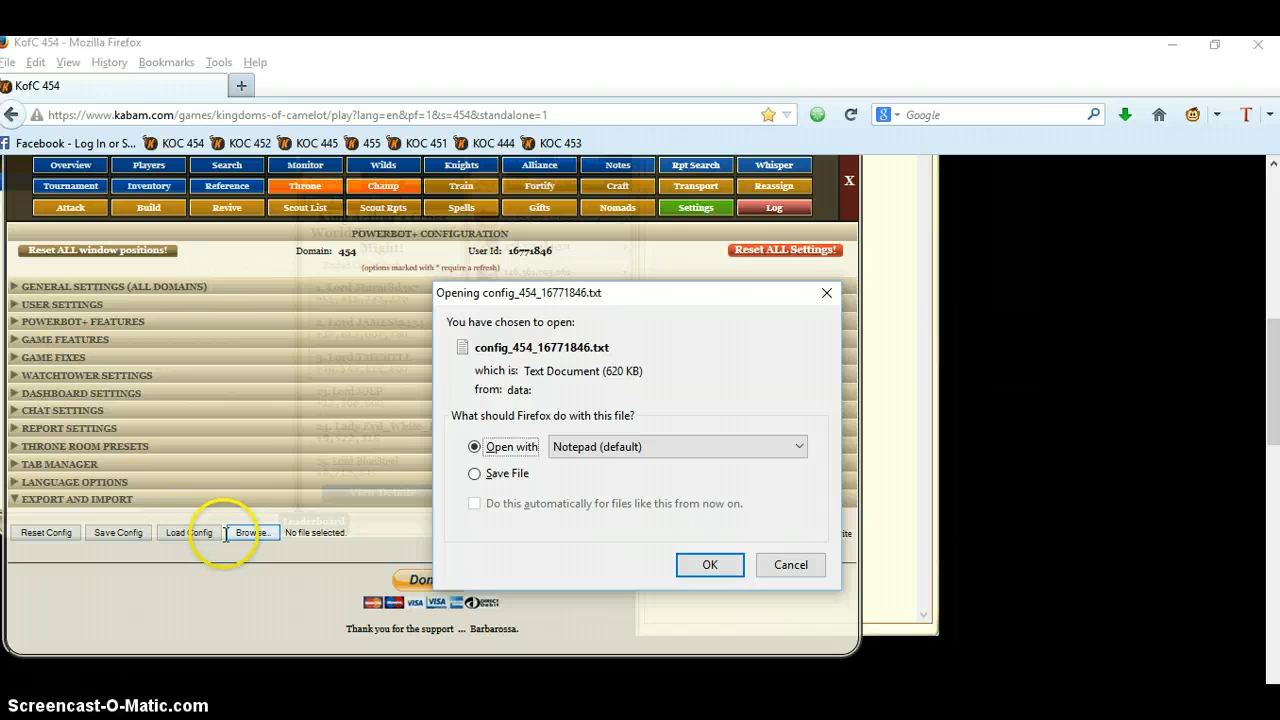 KofC 454 - Mozilla Firefox
File Edit View History Bookmarks Tools Help
KofC 454 +
https://www.kabam.com/games/kingdoms-of-camelot/play?lang=en&pf=1&s=454&standalone=1 Google
Facebook - Log In or S... KOC 454 KOC 452 KOC 445 455 KOC 451 KOC 444 KOC 453
Overview Players Search Monitor Wilds Knights Alliance Notes Rpt Search Whisper
Tournament Inventory Reference Throne Champ Train Fortify Craft Transport Reassign X
Attack Build Revive Scout List Scout Rpts Spells Gifts Nomads Settings Log
POWERBOT+ CONFIGURATION
Reset ALL window positions! Domain: 454 User Id: 16771846 Reset ALL Settings!
(options marked with * require a refresh)
GENERAL SETTINGS (ALL DOMAINS)
USER SETTINGS
POWERBOT+ FEATURES
GAME FEATURES
GAME FIXES
WATCHTOWER SETTINGS
DASHBOARD SETTINGS
CHAT SETTINGS
REPORT SETTINGS
THRONE ROOM PRESETS
TAB MANAGER
LANGUAGE OPTIONS
EXPORT AND IMPORT
Reset Config Save Config Load Config Browse... No file selected.
Opening config_454_16771846.txt
You have chosen to open:
config_454_16771846.txt
which is: Text Document (620 KB)
from: data:
What should Firefox do with this file?
Open with Notepad (default)
Save File
Do this automatically for files like this from now on.
OK Cancel
View Details
Leaderboard
Don
VISA VISA DIRECT Debit
Thank you for the support ... Barbarossa.
Screencast-O-Matic.com